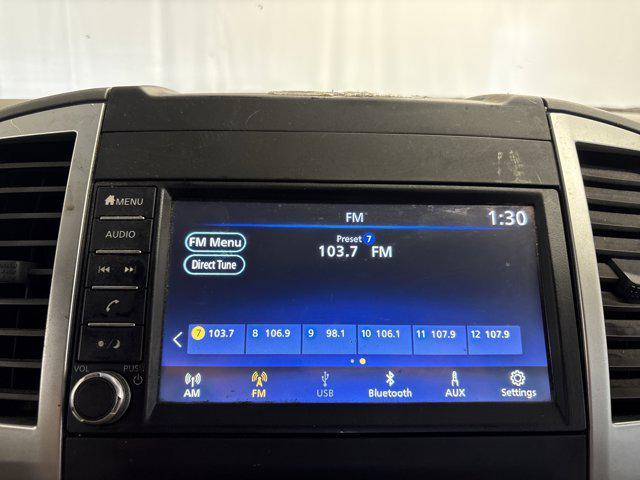 MENU
AUDIO
VOL
PUSH
FM
1:30
FM Menu
Direct Tune
Preset 7
103.7 FM
7 103.7 8 106.9 9 98.1 10 106.1 11 107.9 12 107.9
AM FM USB Bluetooth AUX Settings